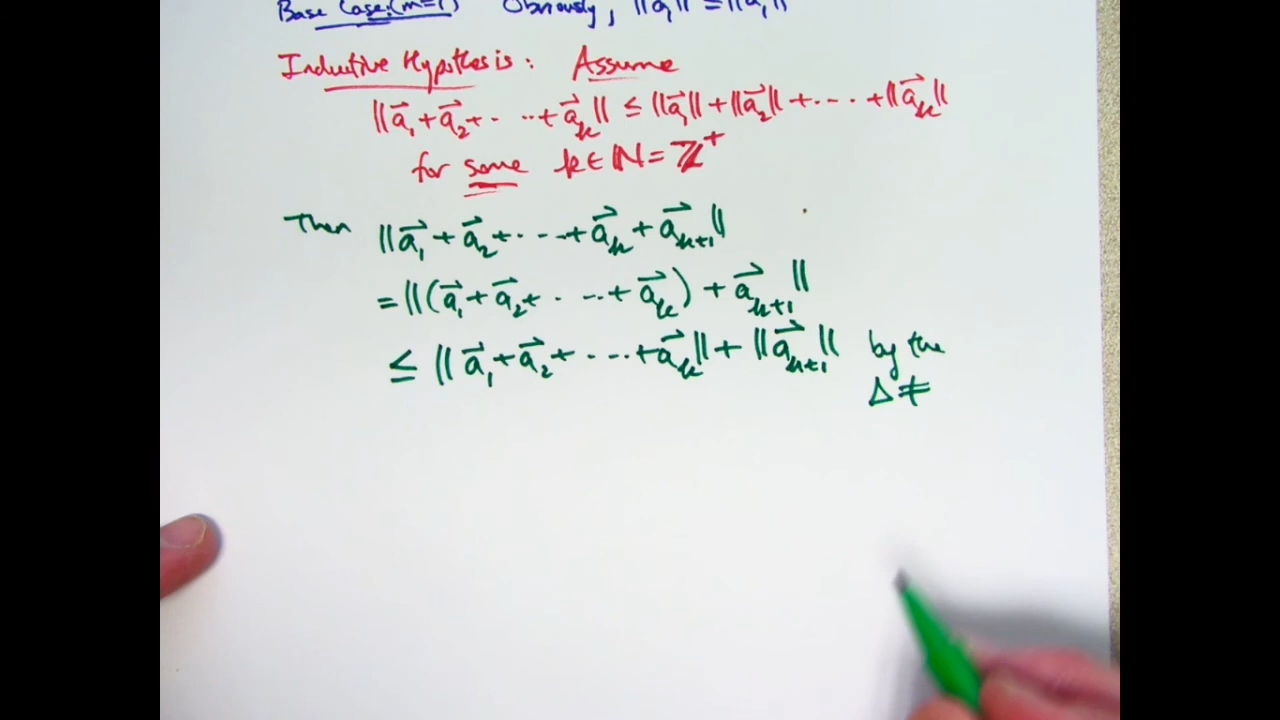 Base Case: (m=1) Obviously, ||a⃗₁|| = ||a⃗₁||
Inductive Hypothesis: Assume
||a⃗₁+a⃗₂+·····+a⃗ₖ|| ≤ ||a⃗₁||+||a⃗₂||+····+||a⃗ₖ||
for some k∈ℕ=ℤ⁺
Then ||a⃗₁+a⃗₂+·····+a⃗ₖ+a⃗ₖ₊₁||
=||(a⃗₁+a⃗₂+·····+a⃗ₖ)+a⃗ₖ₊₁||
≤ ||a⃗₁+a⃗₂+·····+a⃗ₖ||+||a⃗ₖ₊₁|| by the
Δ≠